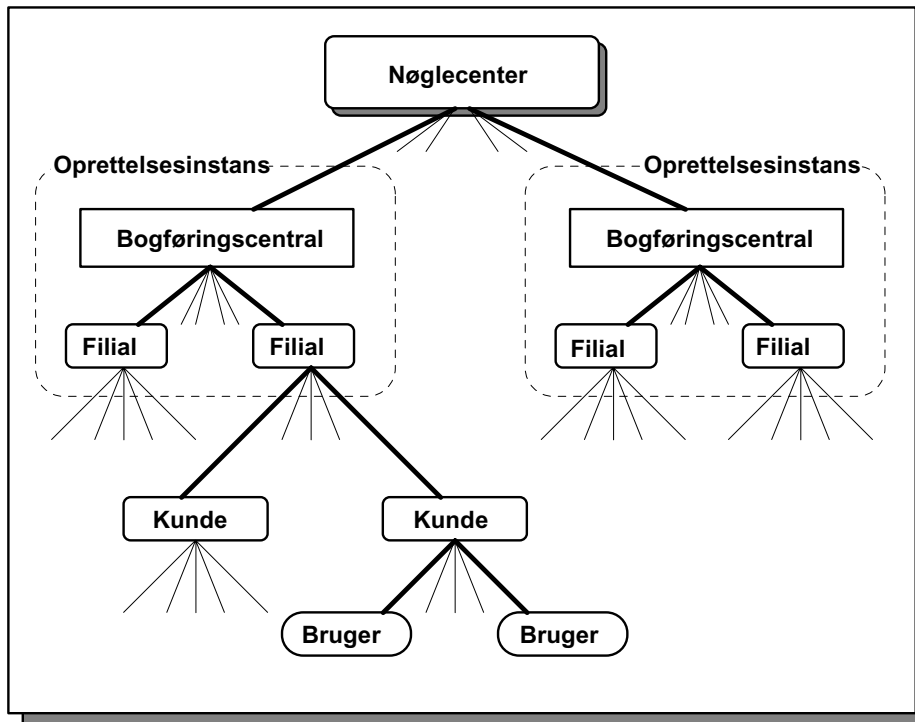 Nøglecenter
Oprettelsesinstans
Oprettelsesinstans
Bogføringscentral
Bogføringscentral
Filial
Filial
Filial
Filial
Kunde
Kunde
Bruger
Bruger